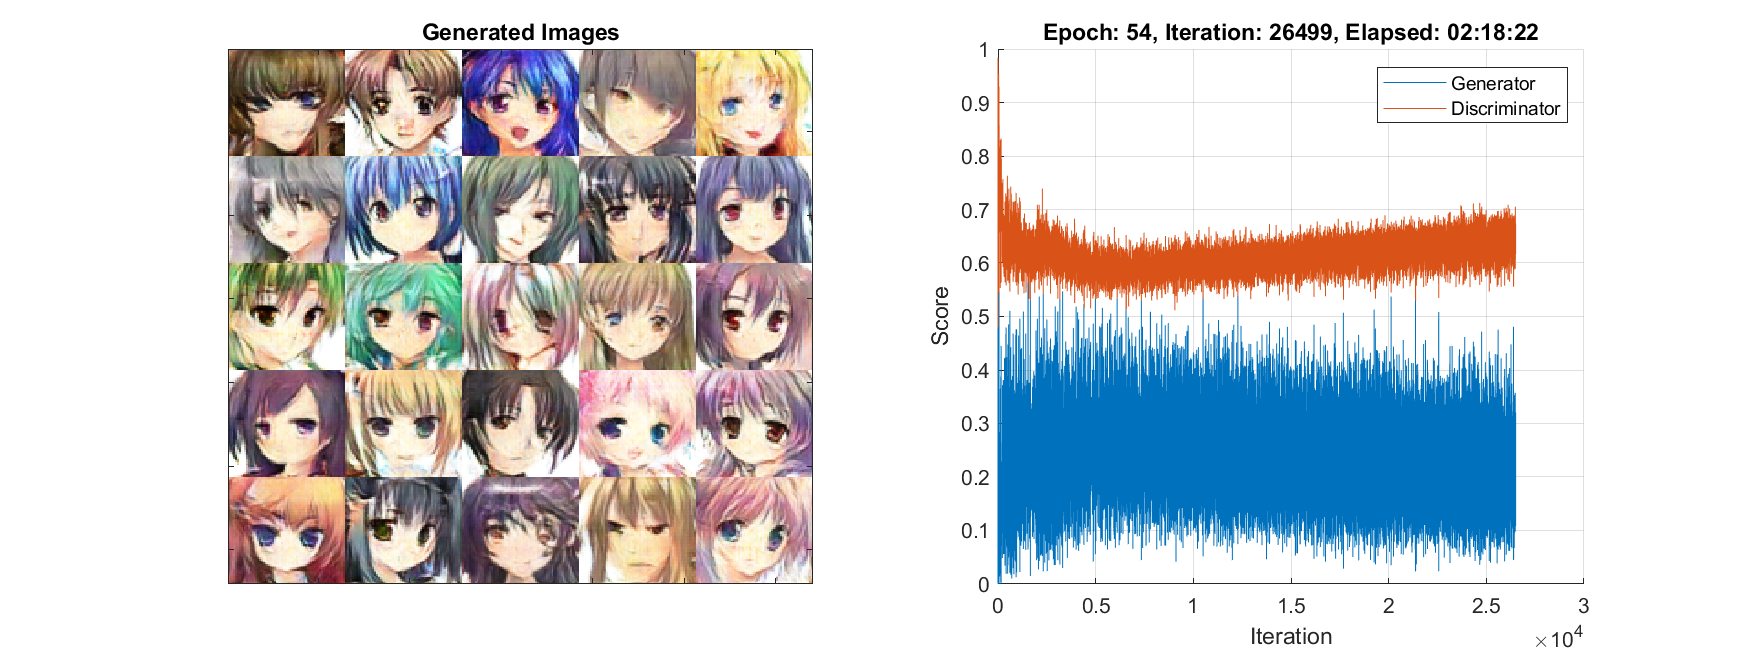 Generated Images
Epoch: 54, Iteration: 26499, Elapsed: 02:18:22
Generator
Discriminator
1
0.9
0.8
0.7
0.6
0.5
0.4
0.3
0.2
0.1
0
Score
0 0.5 1 1.5 2 2.5 3
Iteration
×10^4